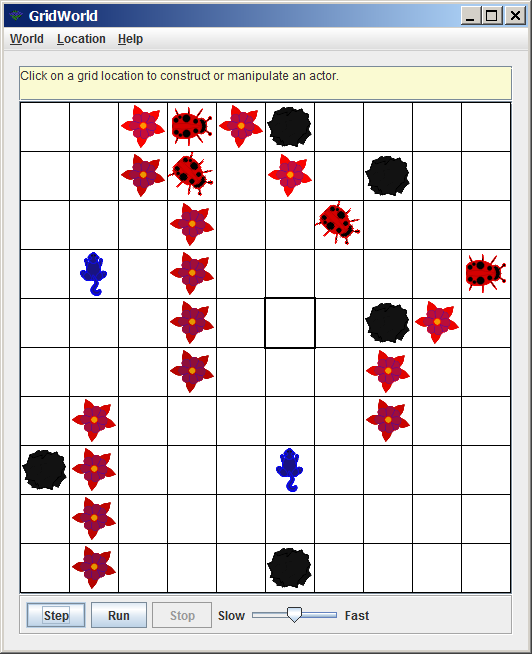 GridWorld
World Location Help
Click on a grid location to construct or manipulate an actor.
Step Run Stop Slow Fast